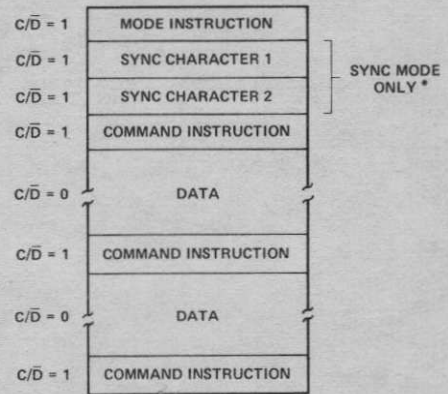 C/D̅ = 1 MODE INSTRUCTION
C/D̅ = 1 SYNC CHARACTER 1
C/D̅ = 1 SYNC CHARACTER 2
SYNC MODE
ONLY *
C/D̅ = 1 COMMAND INSTRUCTION
C/D̅ = 0 DATA
C/D̅ = 1 COMMAND INSTRUCTION
C/D̅ = 0 DATA
C/D̅ = 1 COMMAND INSTRUCTION